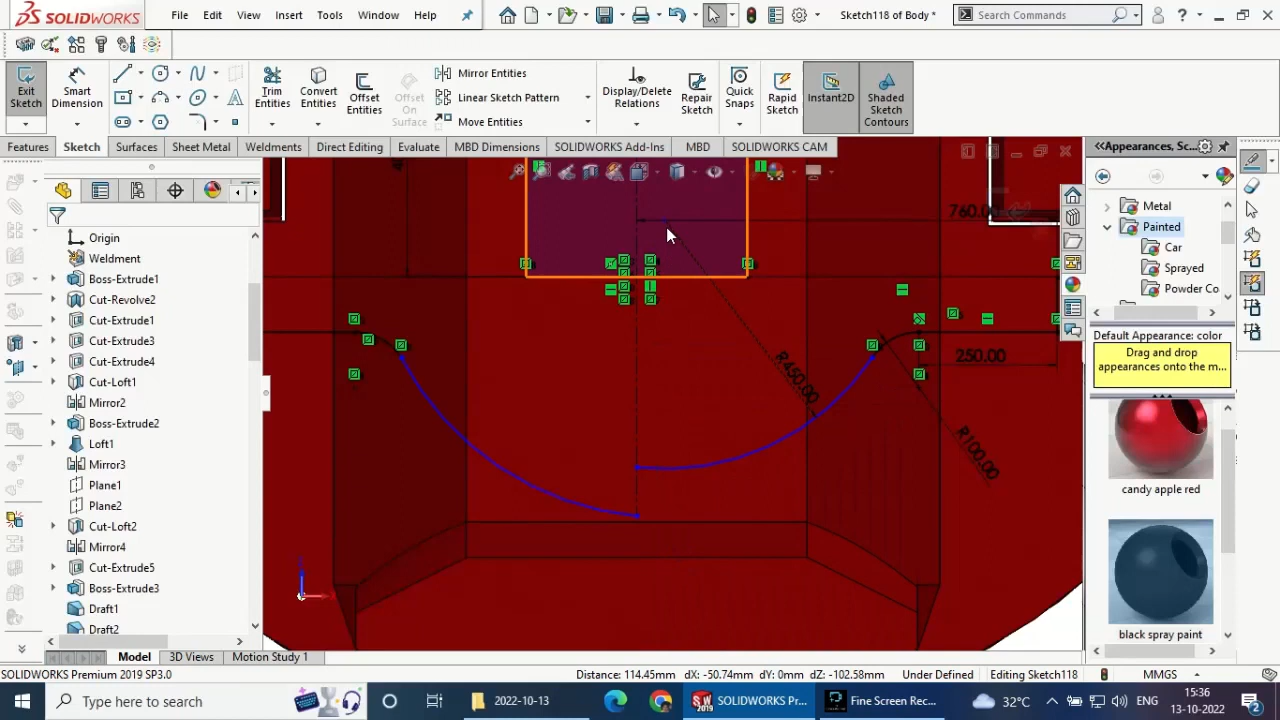 SOLIDWORKS File Edit View Insert Tools Window Help Sketch118 of Body * Search Commands ?
Exit Sketch Smart Dimension Trim Entities Convert Entities Offset Entities Offset On Surface Mirror Entities Linear Sketch Pattern Move Entities Display/Delete Relations Repair Sketch Quick Snaps Rapid Sketch Instant2D Shaded Sketch Contours
Features Sketch Surfaces Sheet Metal Weldments Direct Editing Evaluate MBD Dimensions SOLIDWORKS Add-Ins MBD SOLIDWORKS CAM
Appearances, Sc...
Origin
Weldment
Boss-Extrude1
Cut-Revolve2
Cut-Extrude1
Cut-Extrude3
Cut-Extrude4
Cut-Loft1
Mirror2
Boss-Extrude2
Loft1
Mirror3
Plane1
Plane2
Cut-Loft2
Mirror4
Cut-Extrude5
Boss-Extrude3
Draft1
Draft2
760.00
R450.00
250.00
R100.00
Metal
Painted
Car
Sprayed
Powder Co
Default Appearance: color
Drag and drop
appearances onto the m...
candy apple red
black spray paint
Model 3D Views Motion Study 1
SOLIDWORKS Premium 2019 SP3.0 Distance: 114.45mm dX: -50.74mm dY: 0mm dZ: -102.58mm Under Defined Editing Sketch118 MMGS
Type here to search 2022-10-13 SW 2019 SOLIDWORKS Pr... Fine Screen Rec... 32°C ENG 15:36
13-10-2022 2